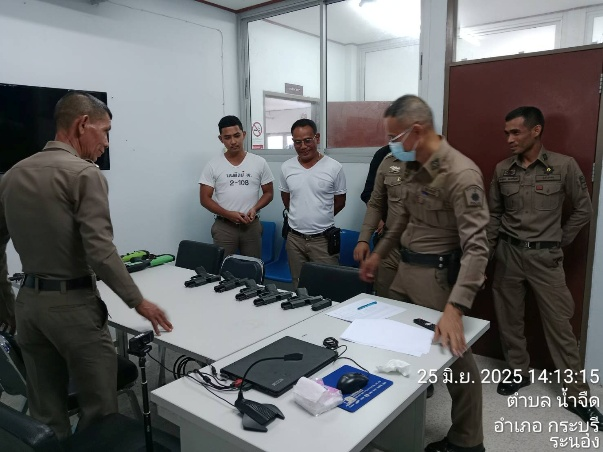 2-108
25 มิ.ย. 2025 14:13:15
ตำบล น้ำจืด
อำเภอ กระบุรี
ระนอง